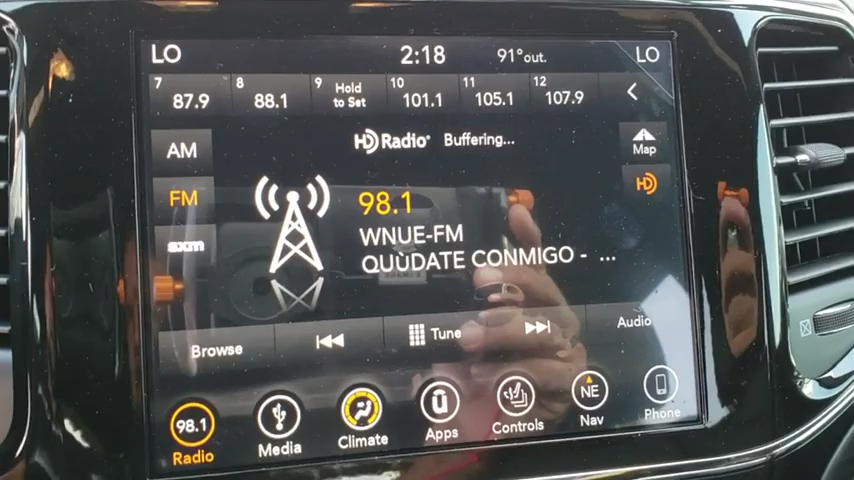 LO 2:18 91°out. LO
7 87.9 8 88.1 9 Hold to Set 10 101.1 11 105.1 12 107.9
AM
HD Radio Buffering...
Map
FM
98.1
HD
WNUE-FM
sxm
QUÙDATE CONMIGO - ...
Browse Tune Audio
98.1 NE
Radio Media Climate Apps Controls Nav Phone